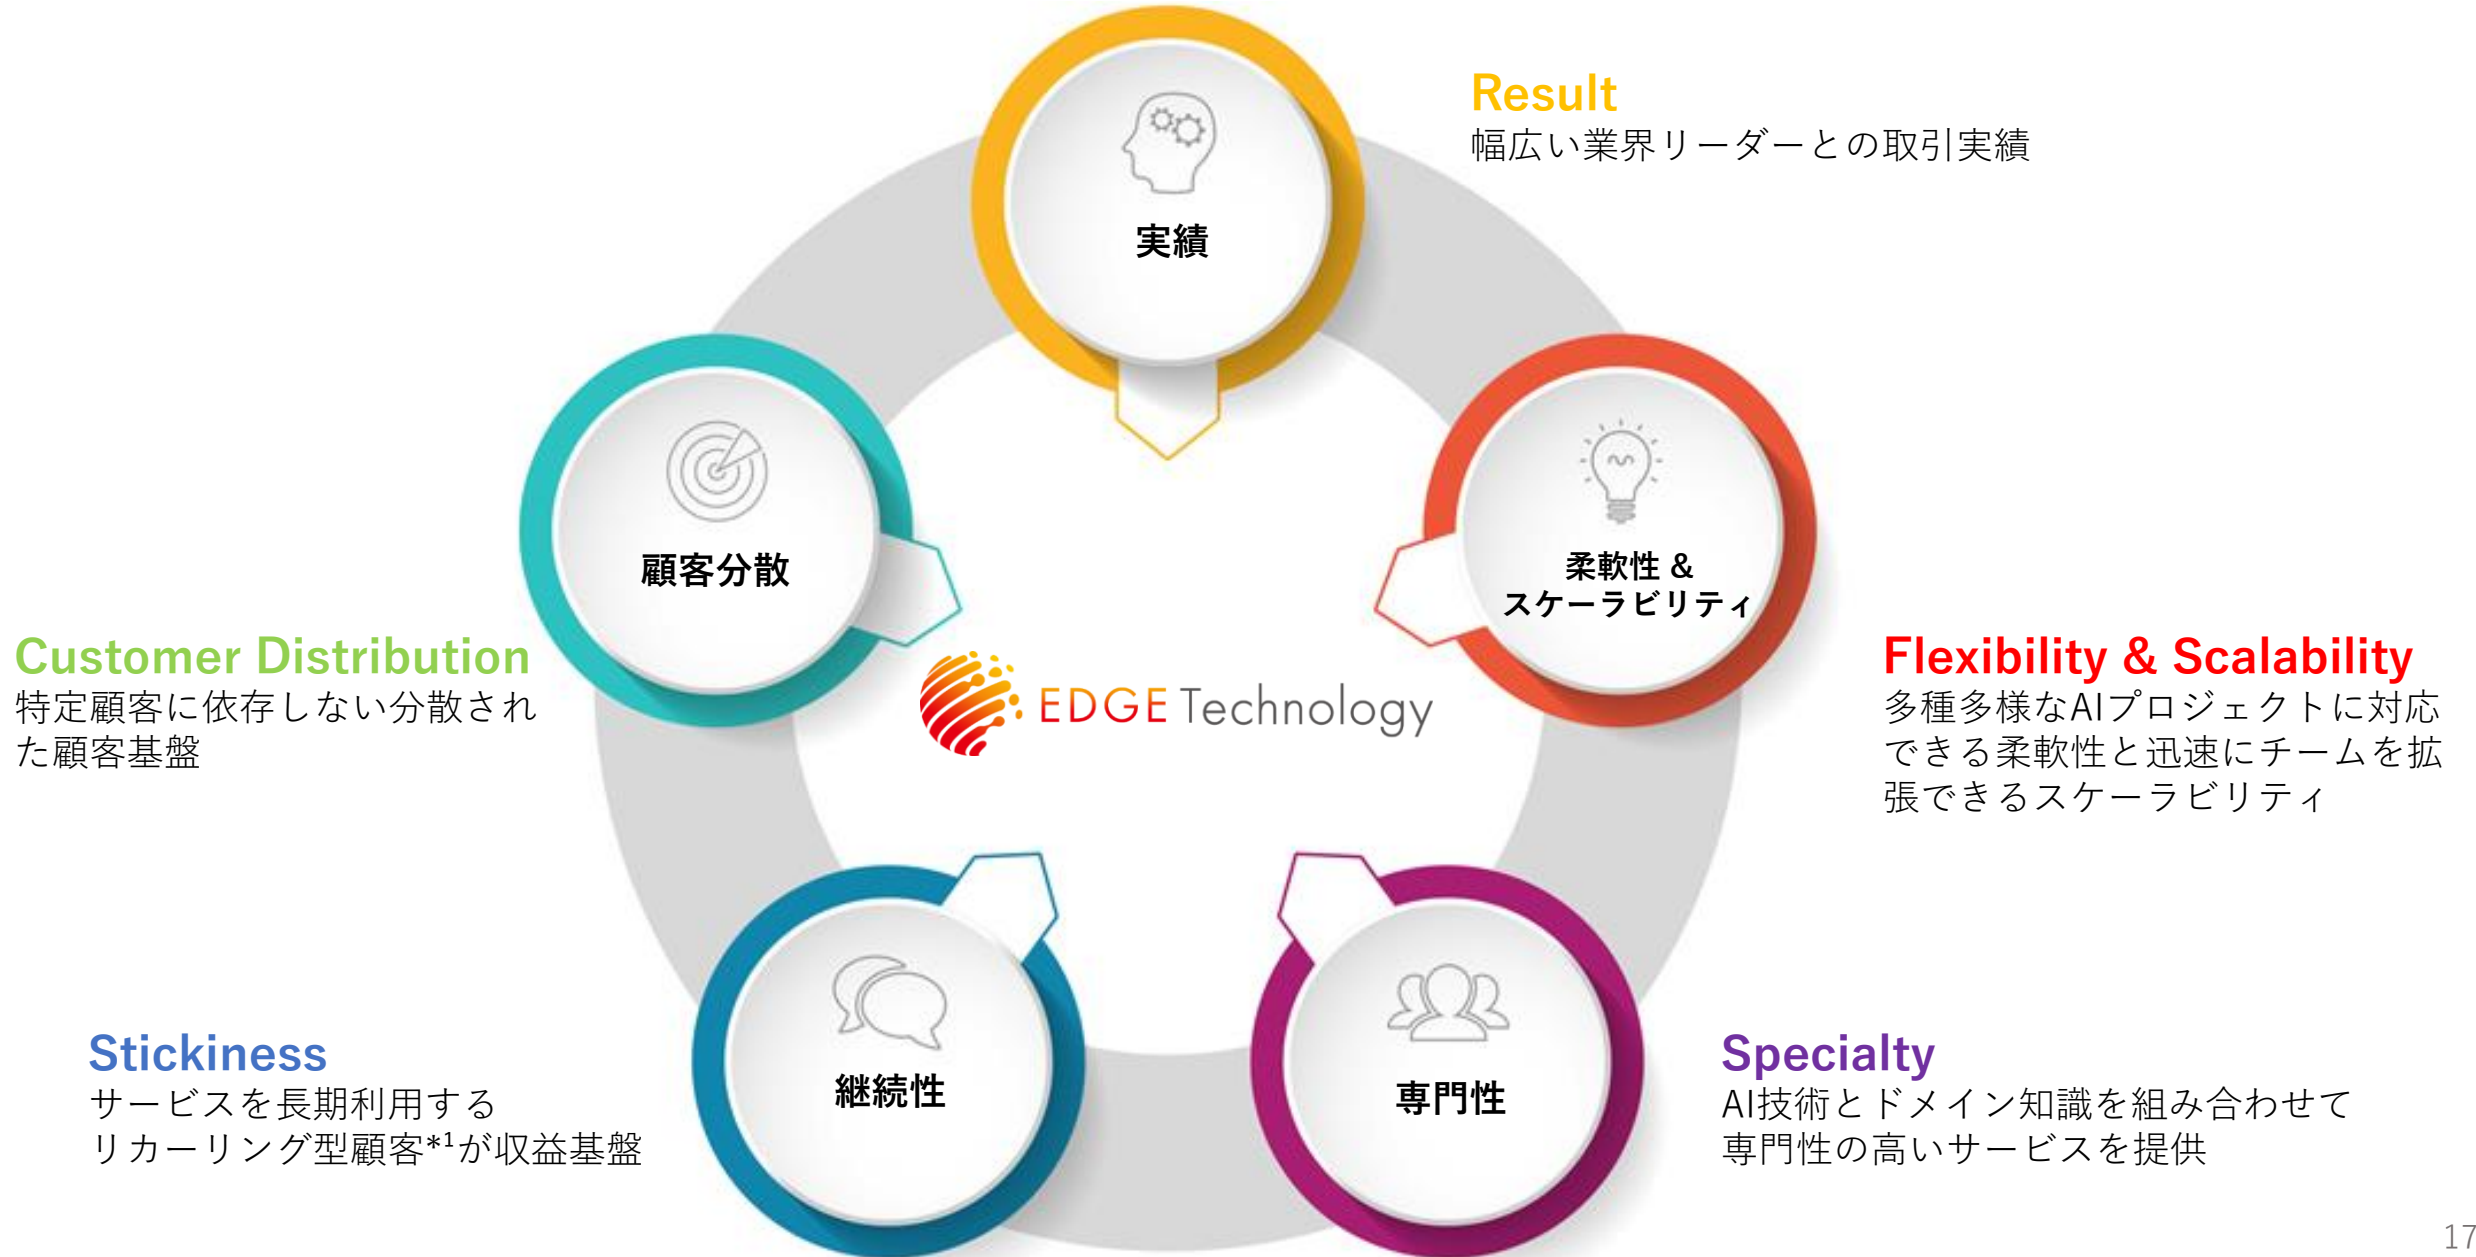 Result
幅広い業界リーダーとの取引実績
実績
顧客分散
柔軟性 &
スケーラビリティ
Customer Distribution
特定顧客に依存しない分散され
た顧客基盤
EDGE Technology
Flexibility & Scalability
多種多様なAIプロジェクトに対応
できる柔軟性と迅速にチームを拡
張できるスケーラビリティ
Stickiness
サービスを長期利用する
リカーリング型顧客*¹が収益基盤
継続性
専門性
Specialty
AI技術とドメイン知識を組み合わせて
専門性の高いサービスを提供
17